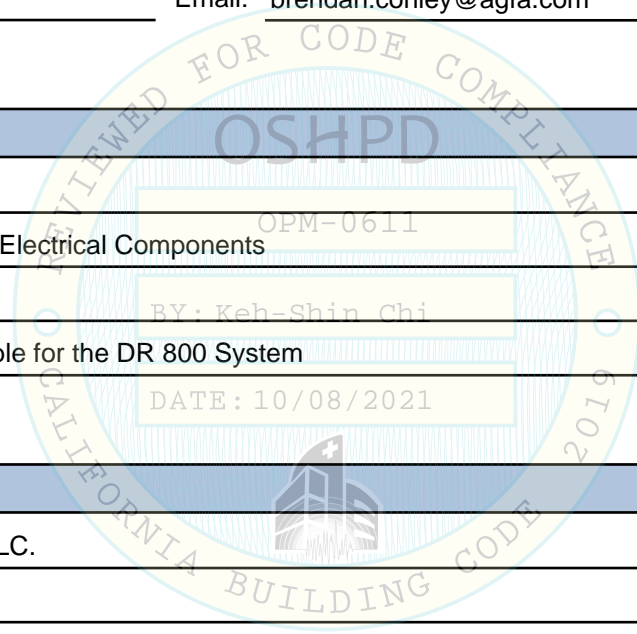 Email: brendan.conley@agfa.com
REVIEWED FOR CODE COMPLIANCE
OSHPD
OPM-0611
Electrical Components
BY: Keh-Shin Chi
ble for the DR 800 System
DATE: 10/08/2021
LC.
CALIFORNIA BUILDING CODE 2019